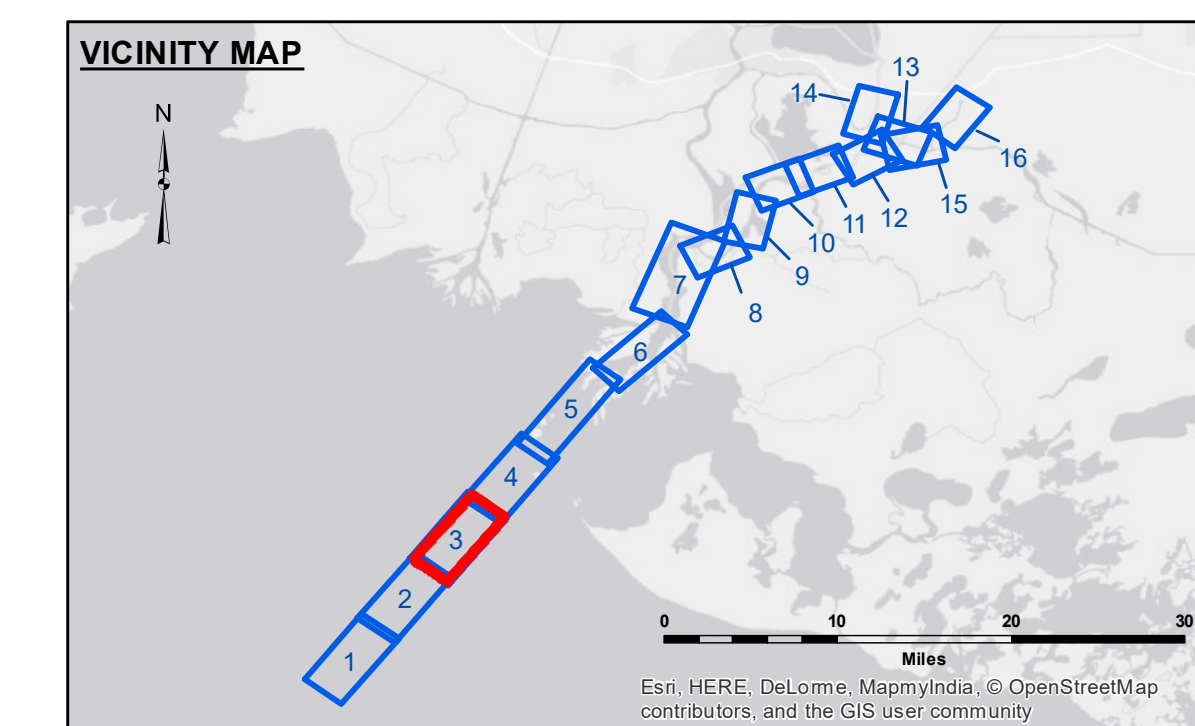 VICINITY MAP
N
13
14
16
15
12
11
10
9
8
7
6
5
4
3
2
1
0 10 20 30
Miles
Esri, HERE, DeLorme, MapmyIndia, © OpenStreetMap
contributors, and the GIS user community